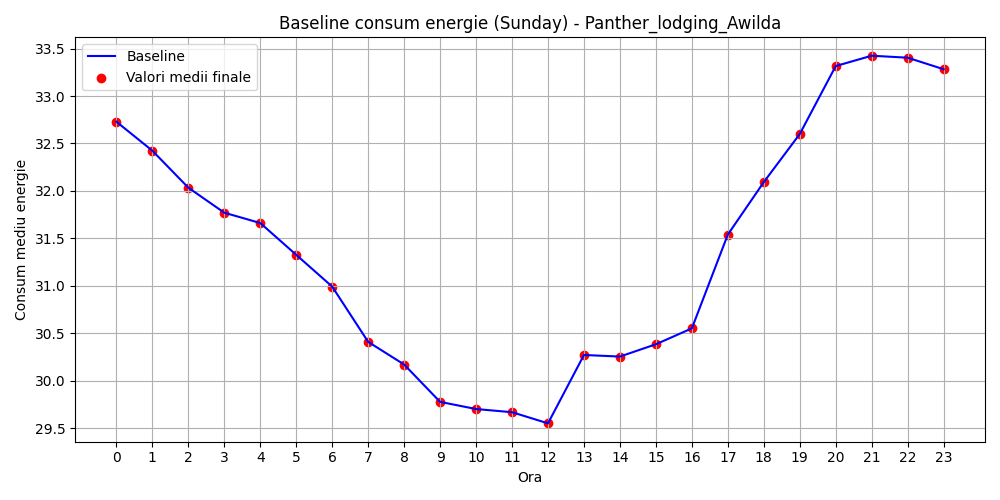 Baseline consum energie (Sunday) - Panther_lodging_Awilda
Baseline
Valori medii finale
33.5
33.0
32.5
32.0
31.5
31.0
30.5
30.0
29.5
Consum mediu energie
0 1 2 3 4 5 6 7 8 9 10 11 12 13 14 15 16 17 18 19 20 21 22 23
Ora